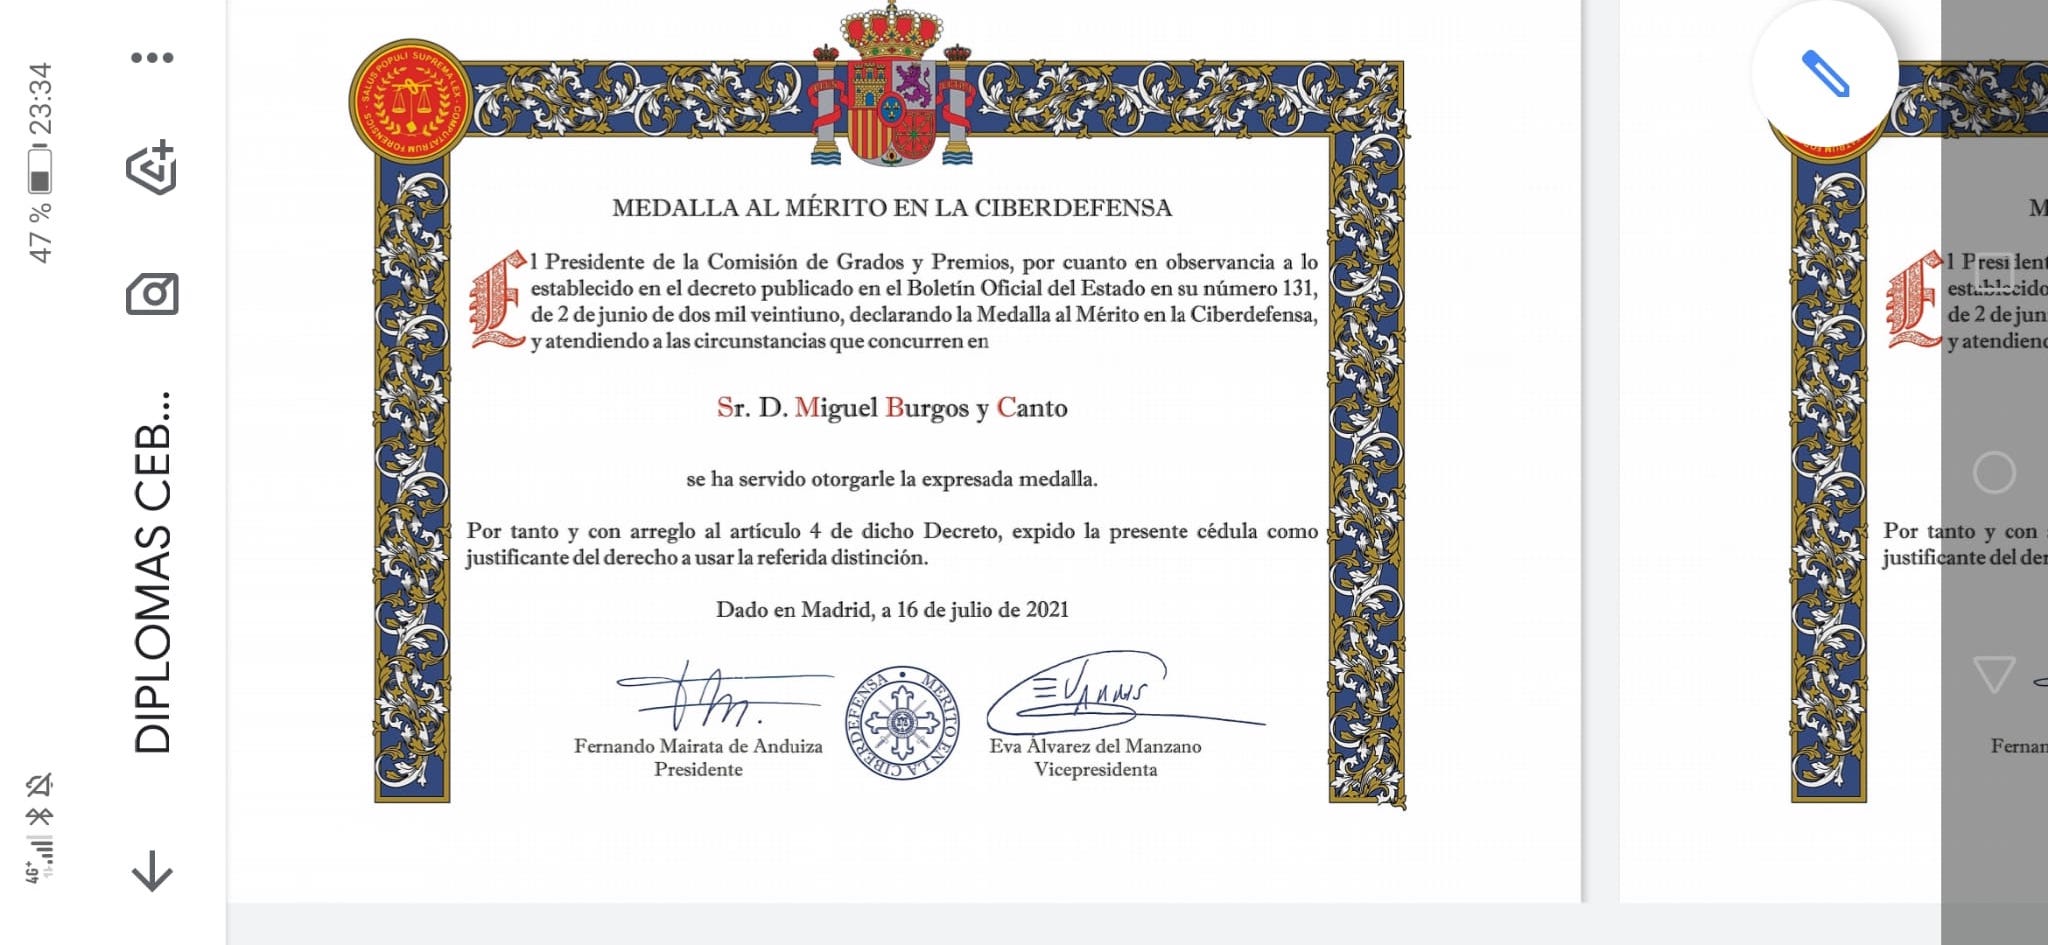 47 % 23:34
4G+
DIPLOMAS CEB...
SALUS POPULI SUPREMA LEX · COMPUTRATUM FORENSICS
MEDALLA AL MÉRITO EN LA CIBERDEFENSA
El Presidente de la Comisión de Grados y Premios, por cuanto en observancia a lo
establecido en el decreto publicado en el Boletín Oficial del Estado en su número 131,
de 2 de junio de dos mil veintiuno, declarando la Medalla al Mérito en la Ciberdefensa,
y atendiendo a las circunstancias que concurren en
Sr. D. Miguel Burgos y Canto
se ha servido otorgarle la expresada medalla.
Por tanto y con arreglo al artículo 4 de dicho Decreto, expido la presente cédula como
justificante del derecho a usar la referida distinción.
Dado en Madrid, a 16 de julio de 2021
MERITO EN LA CIBERDEFENSA
Fernando Mairata de Anduiza
Presidente
Eva Álvarez del Manzano
Vicepresidenta
M
El President
establecido
de 2 de jun
y atendiend
Por tanto y con
justificante del der
Fernan